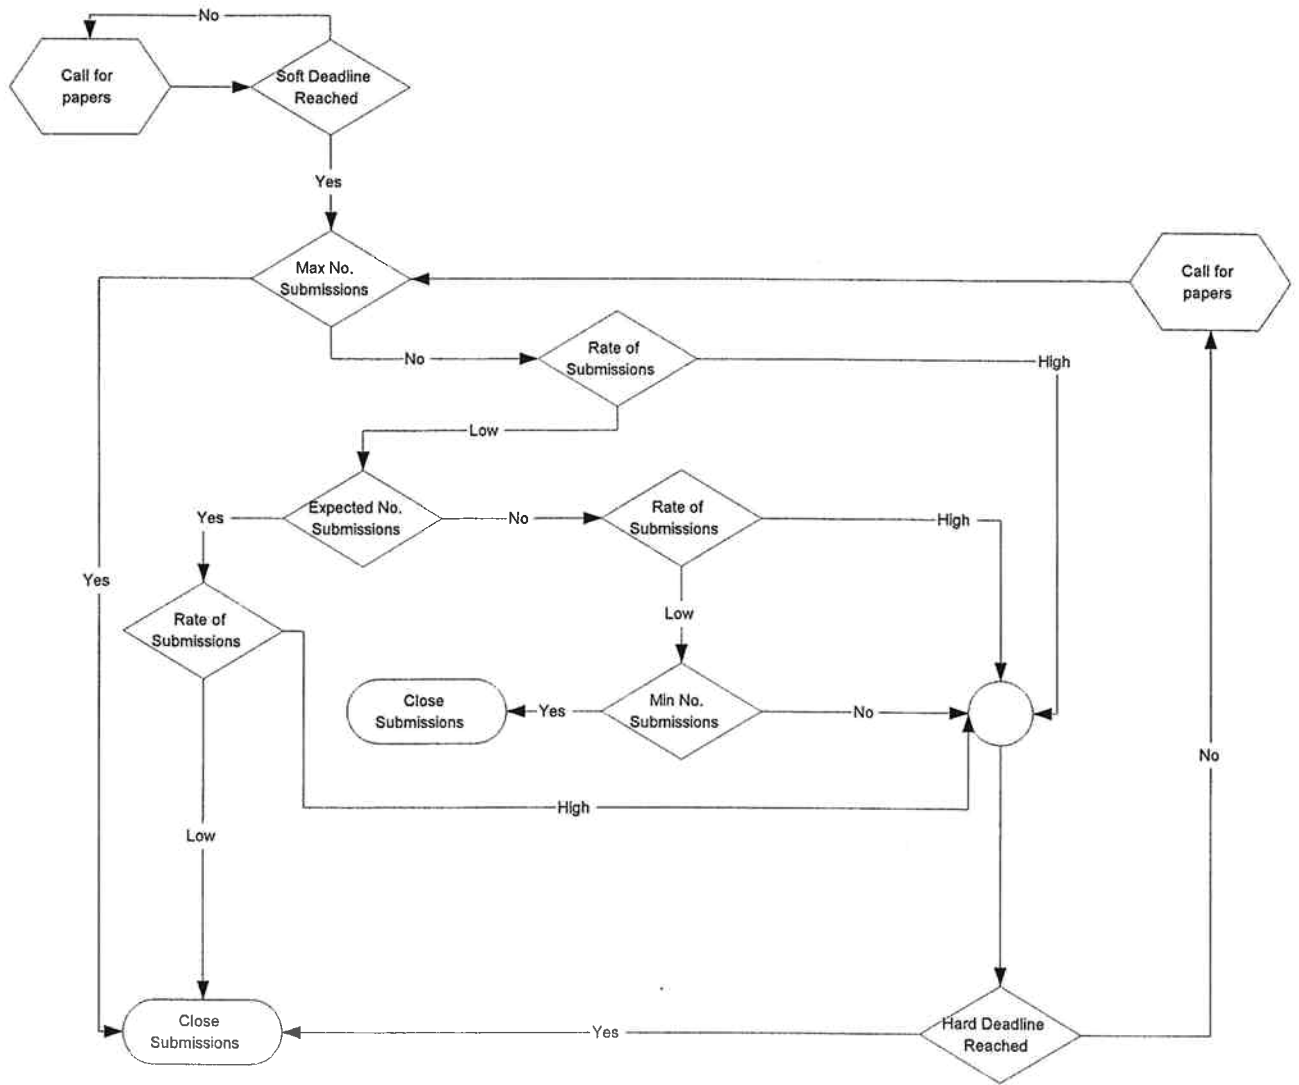 No
Call for
papers
Soft Deadline
Reached
Yes
Max No.
Submissions
Call for
papers
No
Rate of
Submissions
High
Low
Expected No.
Submissions
Yes
No
Rate of
Submissions
High
Yes
Rate of
Submissions
Low
Close
Submissions
Yes
Min No.
Submissions
No
No
High
Low
Close
Submissions
Yes
Hard Deadline
Reached